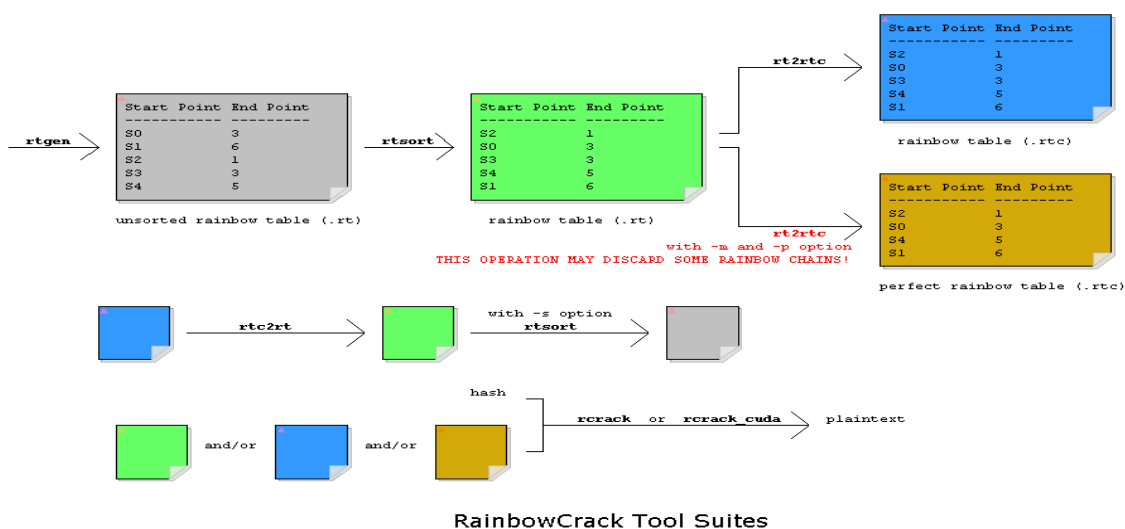 rtgen
Start Point End Point
----------- ---------
S0 3
S1 6
S2 1
S3 3
S4 5
unsorted rainbow table (.rt)
rtsort
Start Point End Point
----------- ---------
S2 1
S0 3
S3 3
S4 5
S1 6
rainbow table (.rt)
rt2rtc
Start Point End Point
----------- ---------
S2 1
S0 3
S3 3
S4 5
S1 6
rainbow table (.rtc)
rt2rtc
with -m and -p option
THIS OPERATION MAY DISCARD SOME RAINBOW CHAINS!
Start Point End Point
----------- ---------
S2 1
S0 3
S4 5
S1 6
perfect rainbow table (.rtc)
rtc2rt
with -s option
rtsort
hash
and/or
and/or
rcrack or rcrack_cuda
plaintext
RainbowCrack Tool Suites